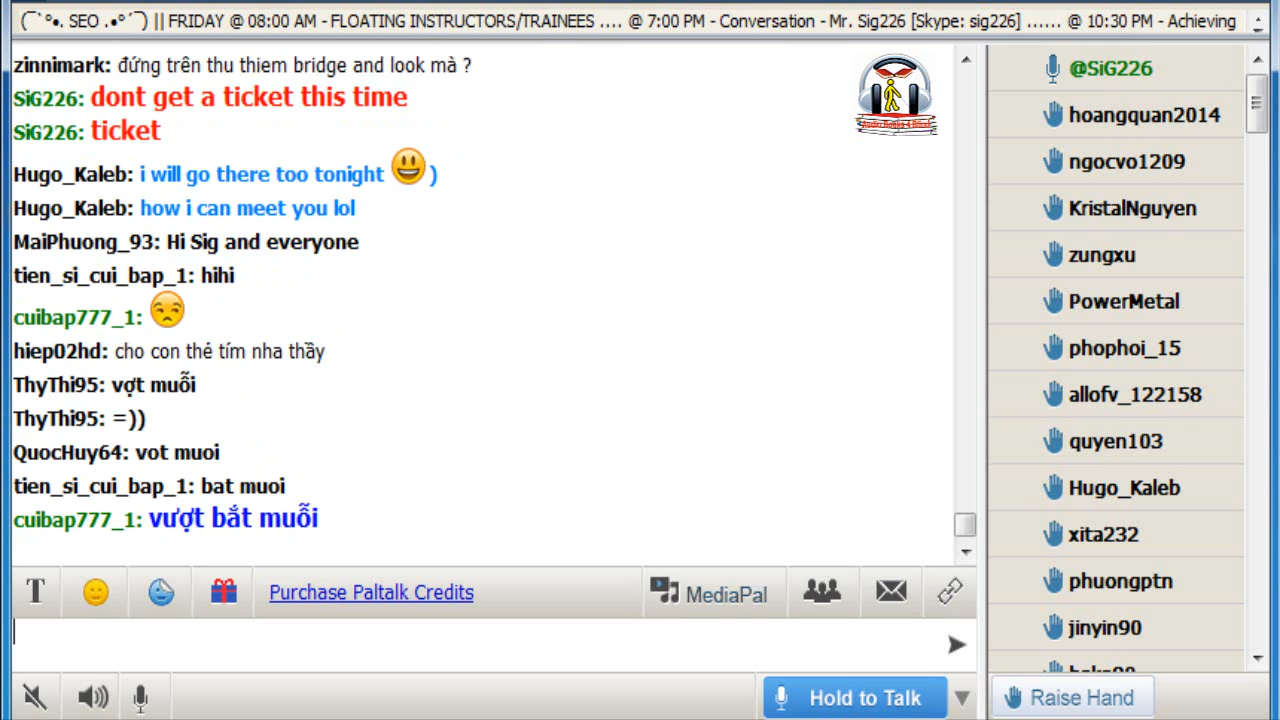 (¯`°•. SEO .•°´¯) || FRIDAY @ 08:00 AM - FLOATING INSTRUCTORS/TRAINEES .... @ 7:00 PM - Conversation - Mr. Sig226 [Skype: sig226] ...... @ 10:30 PM - Achieving
zinnimark: đứng trên thu thiem bridge and look mà ?
SiG226: dont get a ticket this time
SiG226: ticket
Hugo_Kaleb: i will go there too tonight 😃 )
Hugo_Kaleb: how i can meet you lol
MaiPhuong_93: Hi Sig and everyone
tien_si_cui_bap_1: hihi
cuibap777_1: 😒
hiep02hd: cho con thẻ tím nha thầy
ThyThi95: vợt muỗi
ThyThi95: =))
QuocHuy64: vot muoi
tien_si_cui_bap_1: bat muoi
cuibap777_1: vượt bắt muỗi
@SiG226
hoangquan2014
ngocvo1209
KristalNguyen
zungxu
PowerMetal
phophoi_15
allofv_122158
quyen103
Hugo_Kaleb
xita232
phuongptn
jinyin90
T
Purchase Paltalk Credits
MediaPal
Hold to Talk
Raise Hand